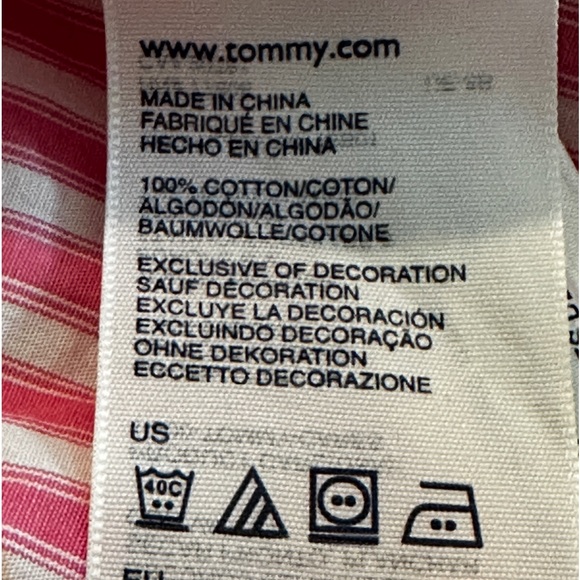 www.tommy.com
MADE IN CHINA
FABRIQUÉ EN CHINE
HECHO EN CHINA
100% COTTON/COTON/
ALGODÓN/ALGODÃO/
BAUMWOLLE/COTONE
EXCLUSIVE OF DECORATION
SAUF DÉCORATION
EXCLUYE LA DECORACIÓN
EXCLUINDO DECORAÇÃO
OHNE DEKORATION
ECCETTO DECORAZIONE
US
40C
EU